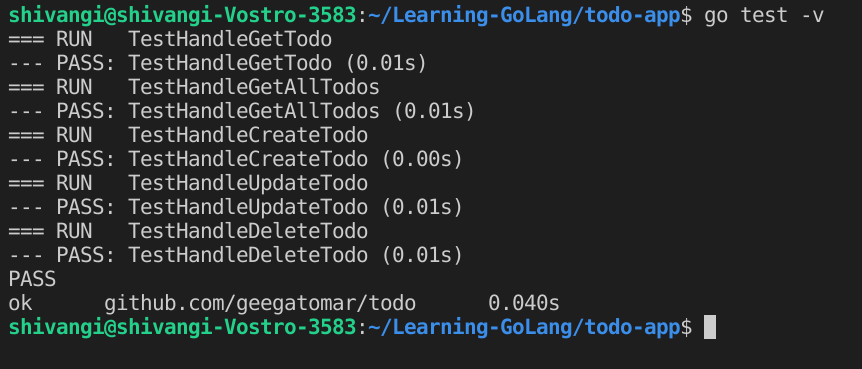 shivangi@shivangi-Vostro-3583:~/Learning-GoLang/todo-app$ go test -v
=== RUN   TestHandleGetTodo
--- PASS: TestHandleGetTodo (0.01s)
=== RUN   TestHandleGetAllTodos
--- PASS: TestHandleGetAllTodos (0.01s)
=== RUN   TestHandleCreateTodo
--- PASS: TestHandleCreateTodo (0.00s)
=== RUN   TestHandleUpdateTodo
--- PASS: TestHandleUpdateTodo (0.01s)
=== RUN   TestHandleDeleteTodo
--- PASS: TestHandleDeleteTodo (0.01s)
PASS
ok      github.com/geegatomar/todo      0.040s
shivangi@shivangi-Vostro-3583:~/Learning-GoLang/todo-app$